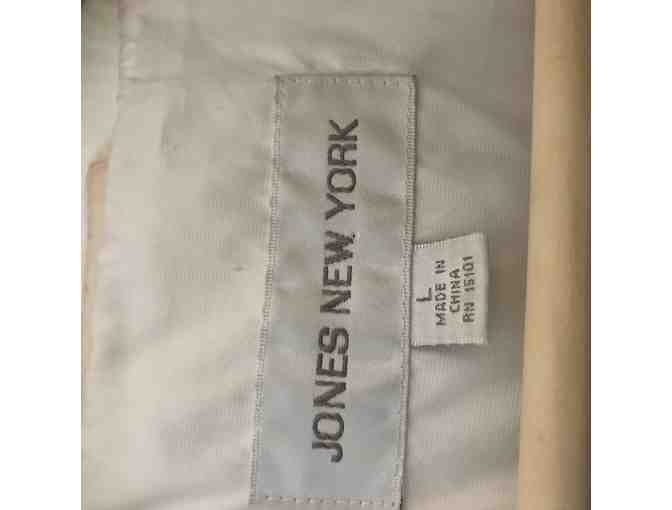 JONES NEW YORK
L
MADE IN
CHINA
RN 15101